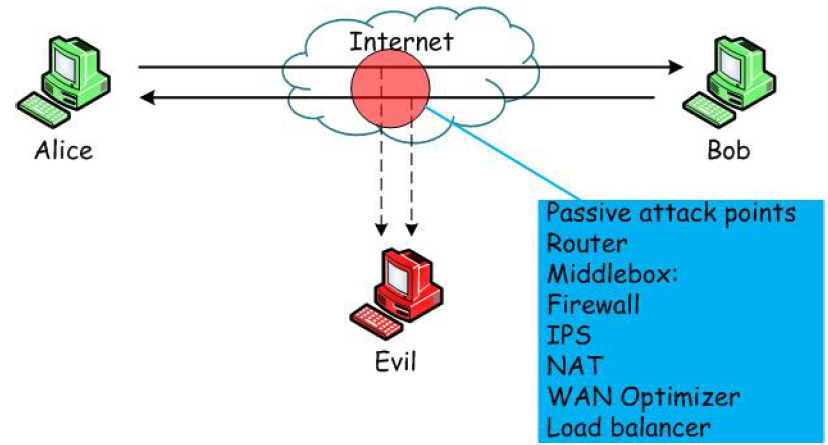 Internet
Alice
Bob
Evil
Passive attack points
Router
Middlebox:
Firewall
IPS
NAT
WAN Optimizer
Load balancer